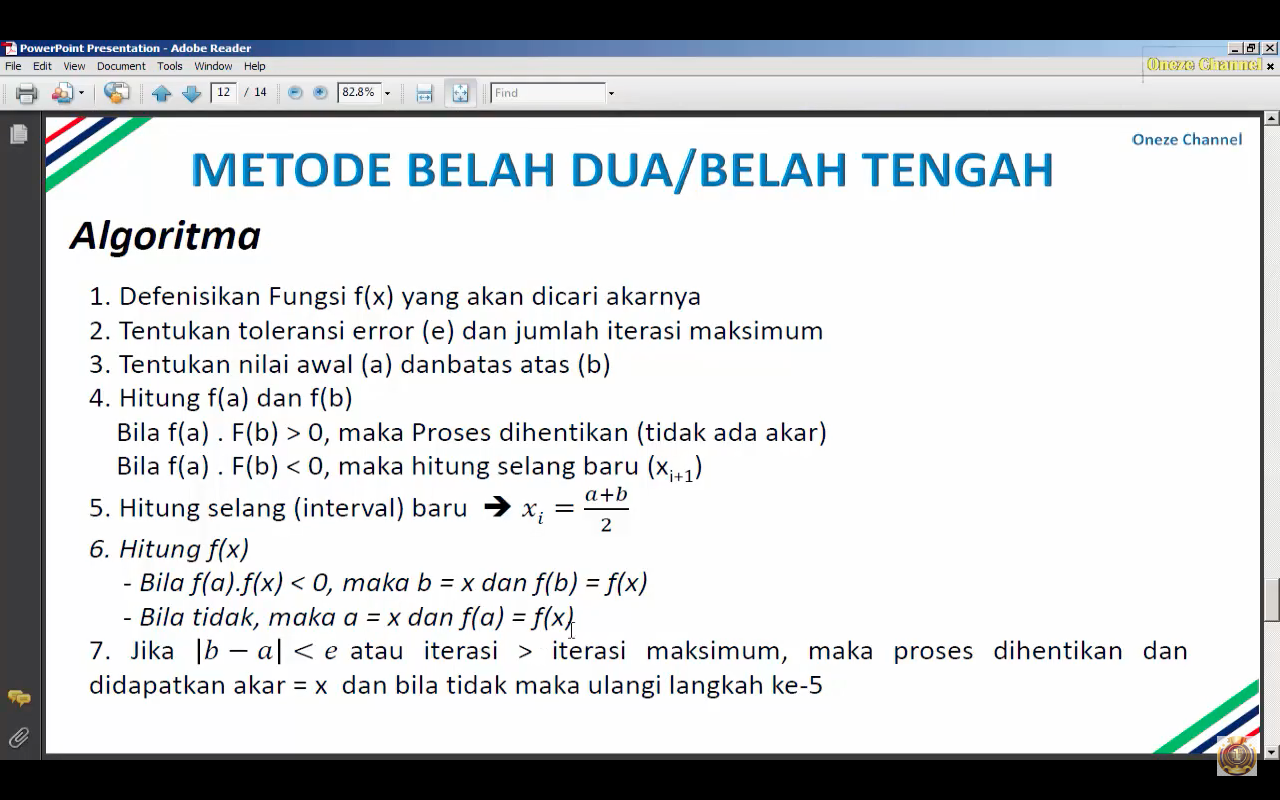 PowerPoint Presentation - Adobe Reader
File Edit View Document Tools Window Help
Oneze Channel
12 / 14 82.8% Find
Oneze Channel
METODE BELAH DUA/BELAH TENGAH
Algoritma
1. Defenisikan Fungsi f(x) yang akan dicari akarnya
2. Tentukan toleransi error (e) dan jumlah iterasi maksimum
3. Tentukan nilai awal (a) danbatas atas (b)
4. Hitung f(a) dan f(b)
Bila f(a) . F(b) > 0, maka Proses dihentikan (tidak ada akar)
Bila f(a) . F(b) < 0, maka hitung selang baru (xi+1)
5. Hitung selang (interval) baru ➔ xi = a+b/2
6. Hitung f(x)
- Bila f(a).f(x) < 0, maka b = x dan f(b) = f(x)
- Bila tidak, maka a = x dan f(a) = f(x)
7. Jika |b − a| < e atau iterasi > iterasi maksimum, maka proses dihentikan dan
didapatkan akar = x dan bila tidak maka ulangi langkah ke-5